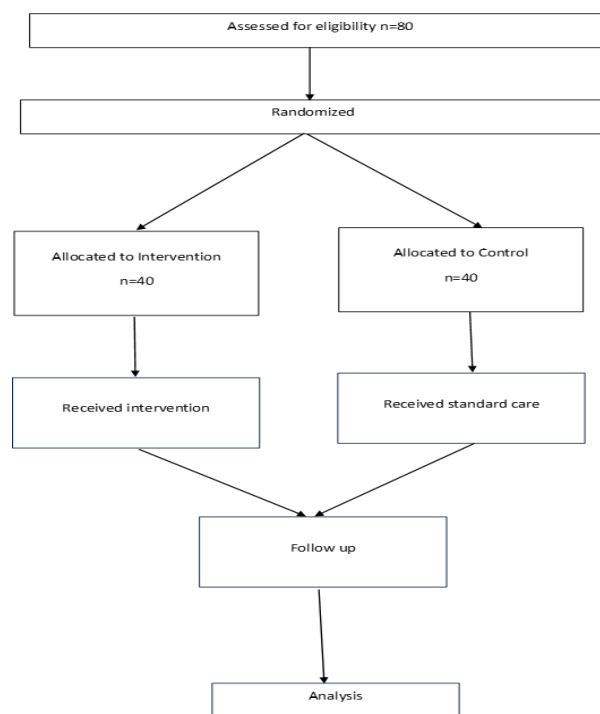 Assessed for eligibility n=80
Randomized
Allocated to Intervention
n=40
Allocated to Control
n=40
Received intervention
Received standard care
Follow up
Analysis